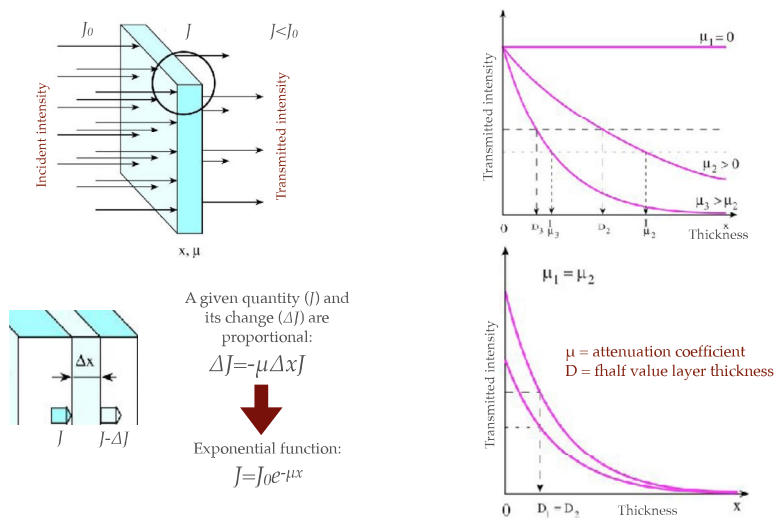 J₀
J
J<J₀
Incident intensity
Transmitted intensity
x, μ
Transmitted intensity
μ₁ = 0
μ₂ > 0
μ₃ > μ₂
0
D₃
1/μ₃
D₂
1/μ₂
x
Thickness
Δx
J
J-ΔJ
A given quantity (J) and
its change (ΔJ) are
proportional:
ΔJ=-μΔxJ
Exponential function:
J=J₀e^-μx
Transmitted intensity
μ₁ = μ₂
μ = attenuation coefficient
D = fhalf value layer thickness
0
D₁ = D₂
Thickness
x